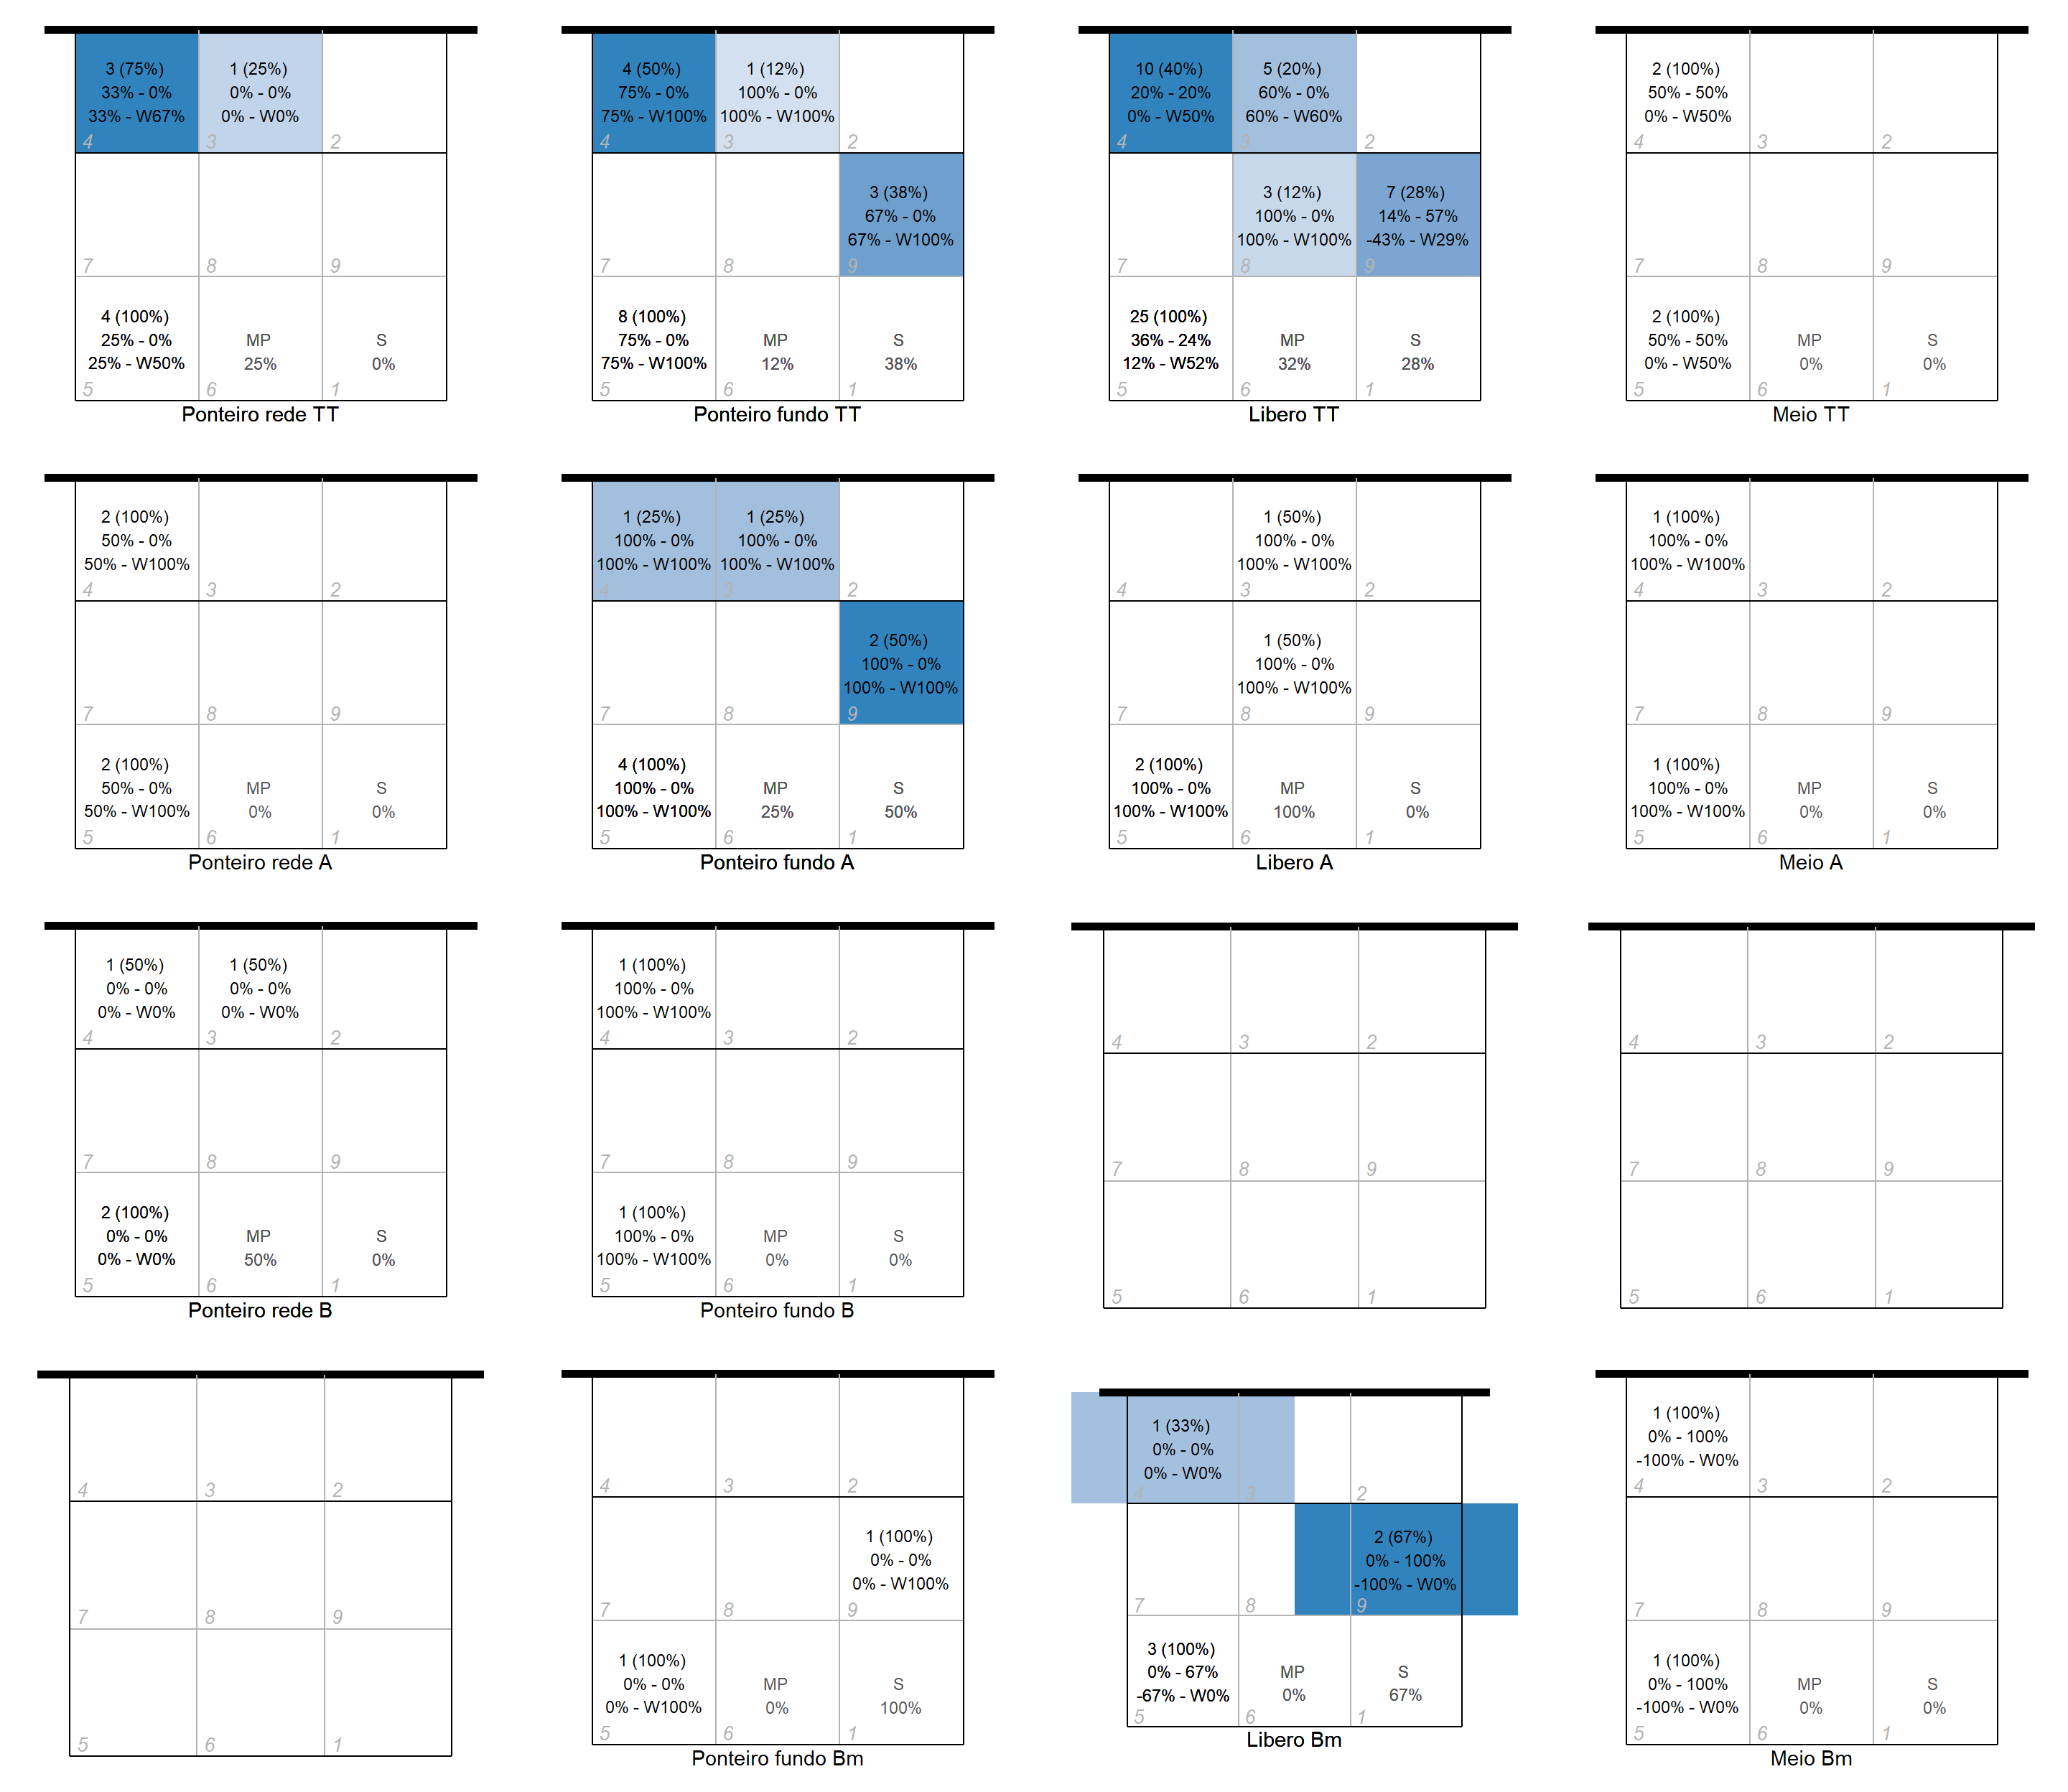 3 (75%)
33% - 0%
33% - W67%
4
1 (25%)
0% - 0%
0% - W0%
3
2
7
8
9
4 (100%)
25% - 0%
25% - W50%
5
MP
25%
6
S
0%
1
Ponteiro rede TT
4 (50%)
75% - 0%
75% - W100%
4
1 (12%)
100% - 0%
100% - W100%
3
2
7
8
3 (38%)
67% - 0%
67% - W100%
9
8 (100%)
75% - 0%
75% - W100%
5
MP
12%
6
S
38%
1
Ponteiro fundo TT
10 (40%)
20% - 20%
0% - W50%
4
5 (20%)
60% - 0%
60% - W60%
3
2
7
3 (12%)
100% - 0%
100% - W100%
8
7 (28%)
14% - 57%
-43% - W29%
9
25 (100%)
36% - 24%
12% - W52%
5
MP
32%
6
S
28%
1
Libero TT
2 (100%)
50% - 50%
0% - W50%
4
3
2
7
8
9
2 (100%)
50% - 50%
0% - W50%
5
MP
0%
6
S
0%
1
Meio TT
2 (100%)
50% - 0%
50% - W100%
4
3
2
7
8
9
2 (100%)
50% - 0%
50% - W100%
5
MP
0%
6
S
0%
1
Ponteiro rede A
1 (25%)
100% - 0%
100% - W100%
4
1 (25%)
100% - 0%
100% - W100%
3
2
7
8
2 (50%)
100% - 0%
100% - W100%
9
4 (100%)
100% - 0%
100% - W100%
5
MP
25%
6
S
50%
1
Ponteiro fundo A
4
1 (50%)
100% - 0%
100% - W100%
3
2
7
1 (50%)
100% - 0%
100% - W100%
8
9
2 (100%)
100% - 0%
100% - W100%
5
MP
100%
6
S
0%
1
Libero A
1 (100%)
100% - 0%
100% - W100%
4
3
2
7
8
9
1 (100%)
100% - 0%
100% - W100%
5
MP
0%
6
S
0%
1
Meio A
1 (50%)
0% - 0%
0% - W0%
4
1 (50%)
0% - 0%
0% - W0%
3
2
7
8
9
2 (100%)
0% - 0%
0% - W0%
5
MP
50%
6
S
0%
1
Ponteiro rede B
1 (100%)
100% - 0%
100% - W100%
4
3
2
7
8
9
1 (100%)
100% - 0%
100% - W100%
5
MP
0%
6
S
0%
1
Ponteiro fundo B
4
3
2
7
8
9
5
6
1
4
3
2
7
8
9
5
6
1
4
3
2
7
8
9
5
6
1
4
3
2
7
8
1 (100%)
0% - 0%
0% - W100%
9
1 (100%)
0% - 0%
0% - W100%
5
MP
0%
6
S
100%
1
Ponteiro fundo Bm
1 (33%)
0% - 0%
0% - W0%
4
3
2
7
8
2 (67%)
0% - 100%
-100% - W0%
9
3 (100%)
0% - 67%
-67% - W0%
5
MP
0%
6
S
67%
1
Libero Bm
1 (100%)
0% - 100%
-100% - W0%
4
3
2
7
8
9
1 (100%)
0% - 100%
-100% - W0%
5
MP
0%
6
S
0%
1
Meio Bm